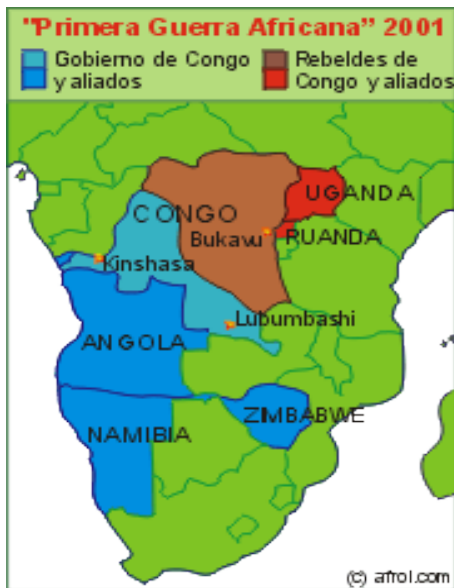 "Primera Guerra Africana" 2001
Gobierno de Congo y aliados
Rebeldes de Congo y aliados
UGANDA
CONGO
Bukavu
RUANDA
Kinshasa
Lubumbashi
ANGOLA
ZIMBABWE
NAMIBIA
(c) afrol.com